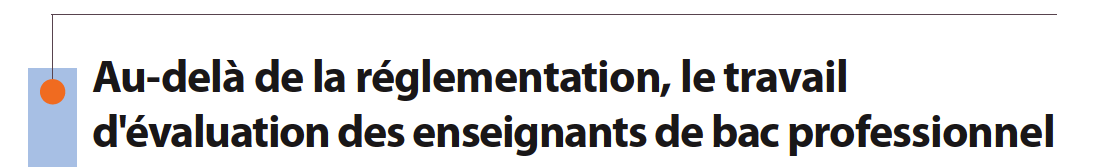 Au-delà de la réglementation, le travail
d'évaluation des enseignants de bac professionnel